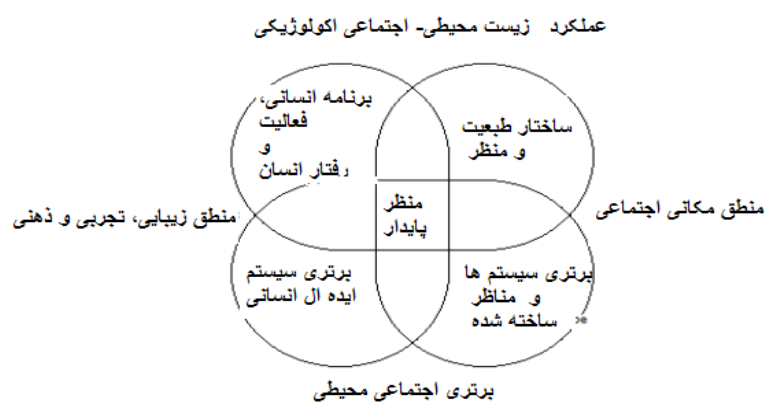 عملکرد زیست محیطی- اجتماعی اکولوژیکی
ساختار طبعیت
و منظر
برنامه انسانی،
فعالیت
و
رفتار انسان
منظر
پایدار
منطق مکانی اجتماعی
منطق زیبایی، تجربی و ذهنی
برتری سیستم ها
و مناظر
ساخته شده
برتری سیستم
ایده ال انسانی
برتری اجتماعی محیطی